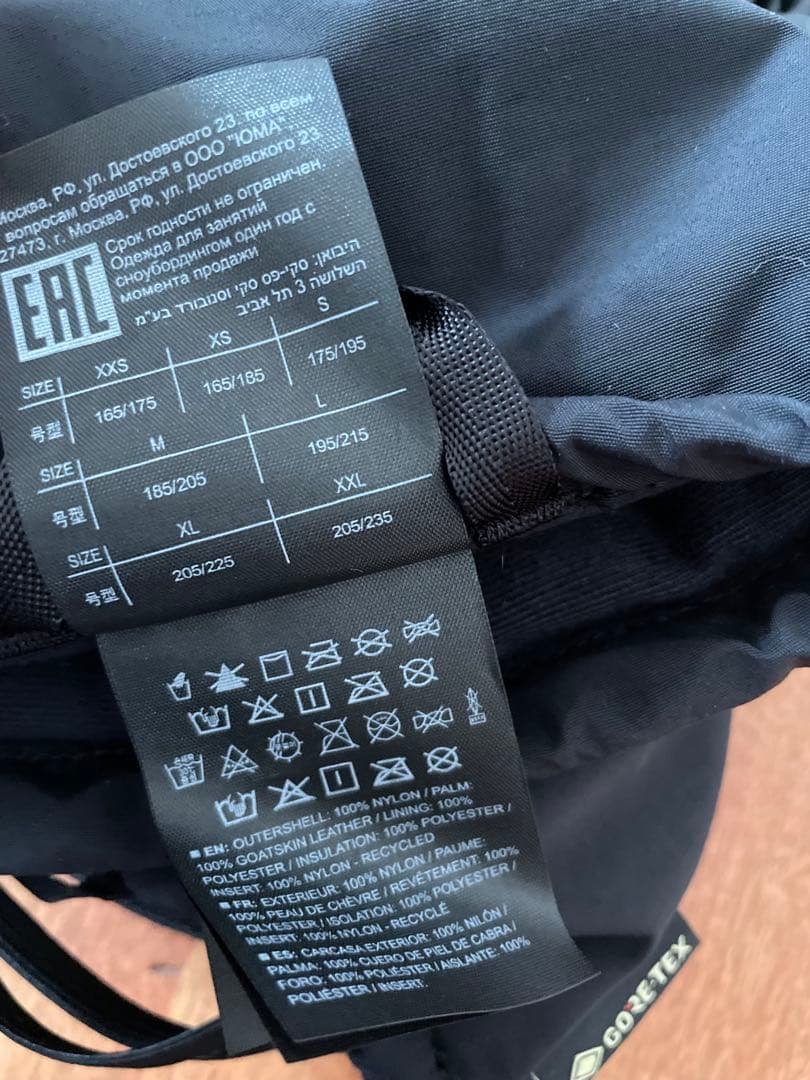 Москва, РФ, ул. Достоевского 23. по всем
вопросам обращаться в ООО "ЮМА",
27473, г. Москва, РФ, ул. Достоевского 23.
Срок годности не ограничен.
Одежда для занятий
сноубордингом один год с
момента продажи
EAC
היבואן: סקי-פס סקי וסנובורד בע"מ
השלושה 3 תל אביב
SIZE XXS XS S
号型 165/175 165/185 175/195
SIZE M L
号型 185/205 195/215
SIZE XL XXL
号型 205/225 205/235
EN: OUTERSHELL: 100% NYLON / PALM:
100% GOATSKIN LEATHER / LINING: 100%
POLYESTER / INSULATION: 100% POLYESTER /
INSERT: 100% NYLON - RECYCLED
FR: EXTERIEUR: 100% NYLON / PAUME:
100% PEAU DE CHÈVRE / REVÊTEMENT: 100%
POLYESTER / ISOLATION: 100% POLYESTER /
INSERT: 100% NYLON - RECYCLÉ
ES: CARCASA EXTERIOR: 100% NILÓN /
PALMA: 100% CUERO DE PIEL DE CABRA /
FORO: 100% POLIÉSTER / AISLANTE: 100%
POLIÉSTER / INSERT:
GORE-TEX